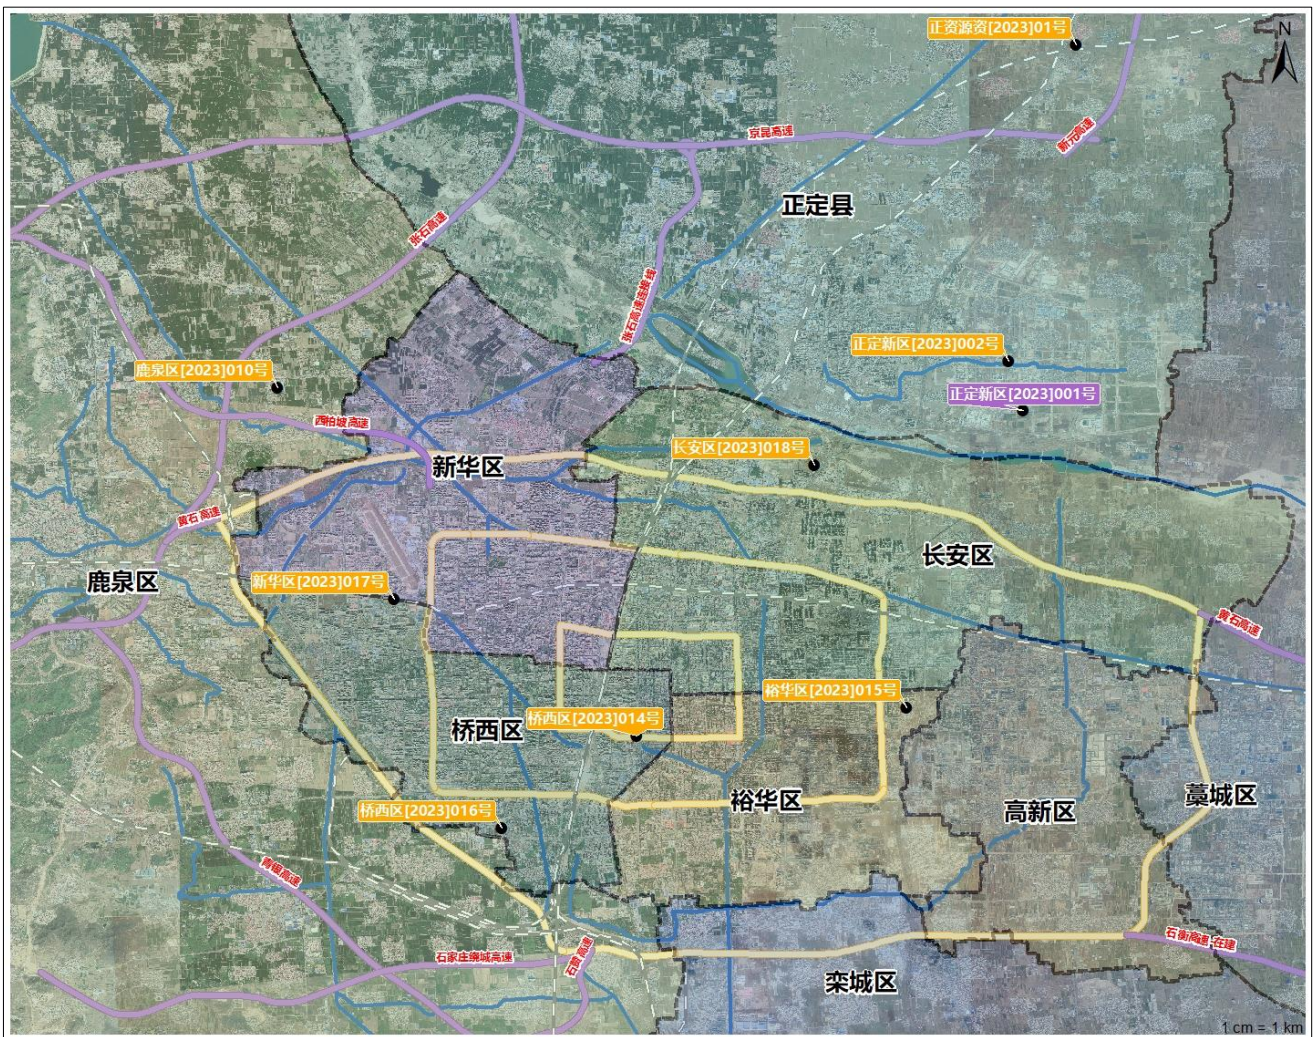 正资源资[2023]01号
N
京昆高速
新元高速
正定县
张石高速
张石高速连接线
正定新区[2023]002号
鹿泉区[2023]010号
正定新区[2023]001号
西柏坡高速
长安区[2023]018号
新华区
黄石高速
长安区
鹿泉区
新华区[2023]017号
黄石高速
裕华区[2023]015号
桥西区[2023]014号
桥西区
裕华区
藁城区
高新区
桥西区[2023]016号
青银高速
石衡高速 在建
石家庄绕城高速
栾城区
1 cm = 1 km